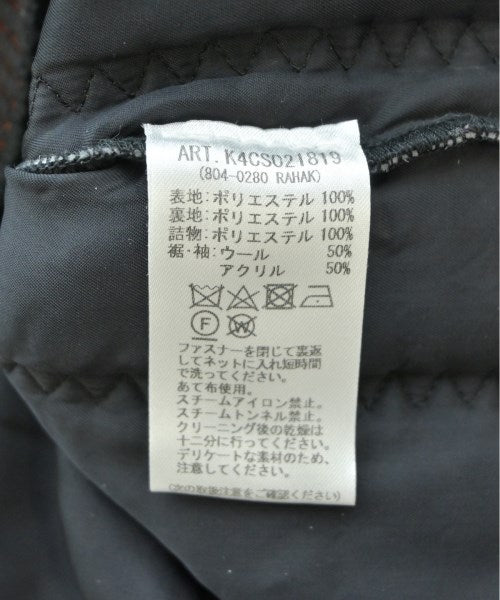 ART. K4CS021819
(804-0280 RAHAK)
表地:ポリエステル 100%
裏地:ポリエステル 100%
詰物:ポリエステル 100%
裾・袖:ウール 50%
アクリル 50%
F W
ファスナーを閉じて裏返
してネットに入れ短時間
で洗ってください。
あて布使用。
スチームアイロン禁止。
スチームトンネル禁止。
クリーニング後の乾燥は
十二分に行ってください。
デリケートな素材のため、
注意してください。
(次の取扱注意をご確認ください)